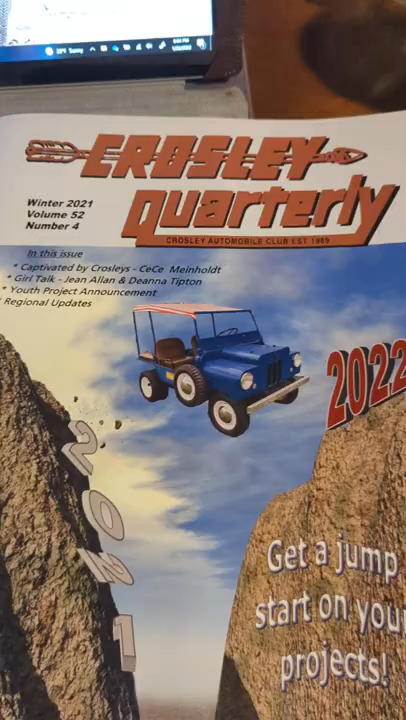 CROSLEY
Quarterly
CROSLEY AUTOMOBILE CLUB EST 1969
Winter 2021
Volume 52
Number 4
In this issue
* Captivated by Crosleys - CeCe Meinholdt
* Girl Talk - Jean Allan & Deanna Tipton
* Youth Project Announcement
Regional Updates
2022
2021
Get a jump
start on your
projects!